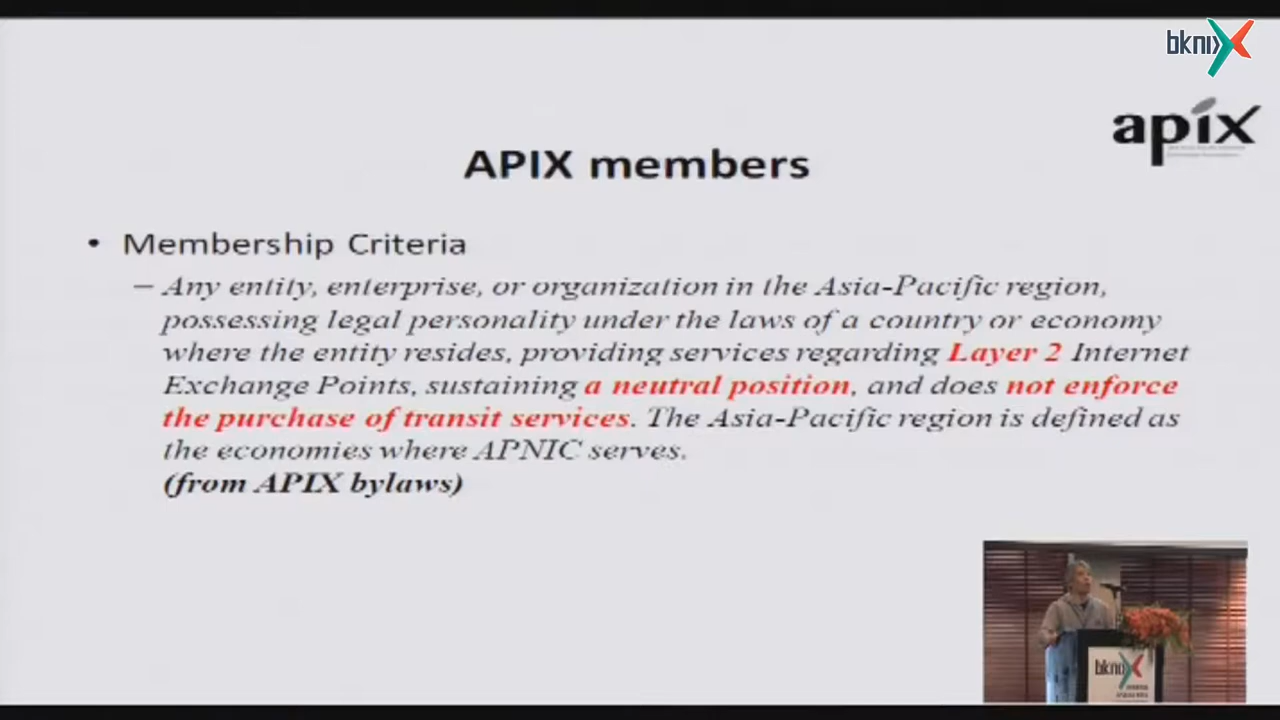 bknix
apix
APIX members
• Membership Criteria
– Any entity, enterprise, or organization in the Asia-Pacific region,
possessing legal personality under the laws of a country or economy
where the entity resides, providing services regarding Layer 2 Internet
Exchange Points, sustaining a neutral position, and does not enforce
the purchase of transit services. The Asia-Pacific region is defined as
the economies where APNIC serves.
(from APIX bylaws)
bknix